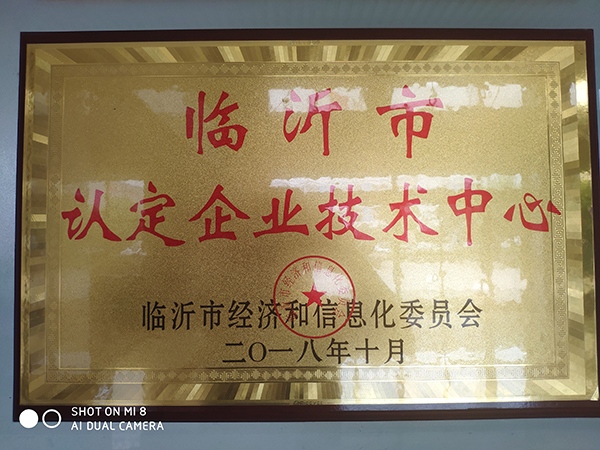 临沂市
认定企业技术中心
临沂市经济和信息化委员会
二〇一八年十月
SHOT ON MI 8
AI DUAL CAMERA